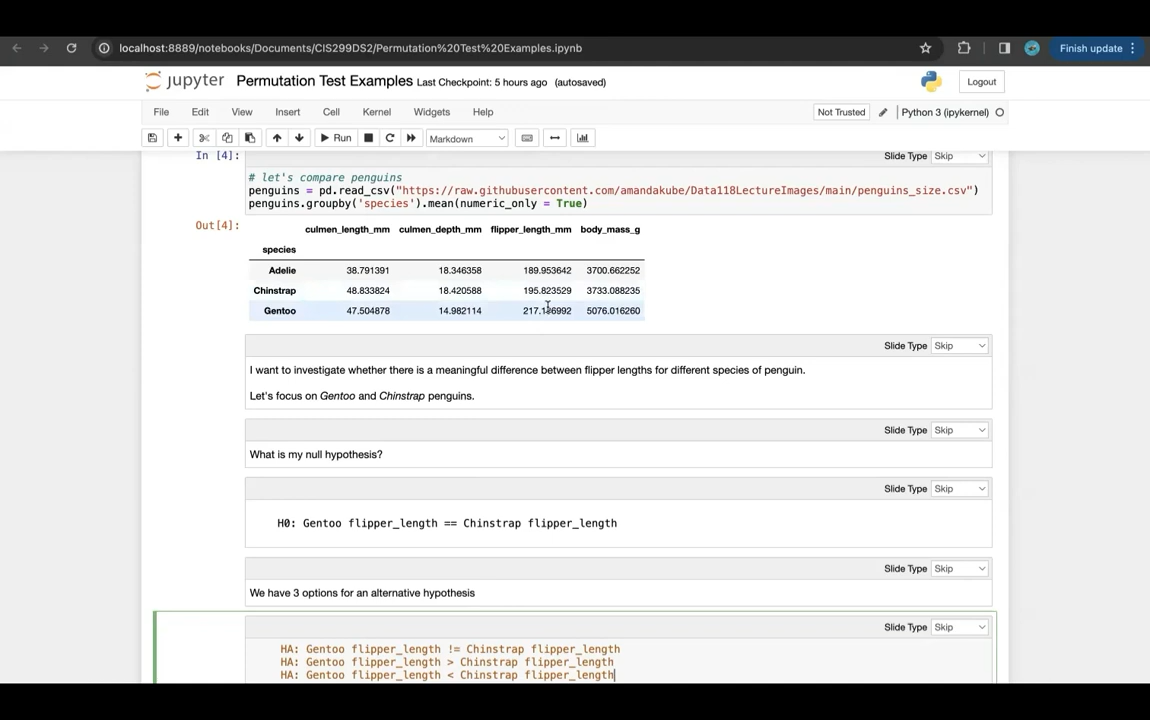 localhost:8889/notebooks/Documents/CIS299DS2/Permutation%20Test%20Examples.ipynb
Finish update
jupyter Permutation Test Examples Last Checkpoint: 5 hours ago (autosaved)
Logout
File Edit View Insert Cell Kernel Widgets Help
Not Trusted
Python 3 (ipykernel)
Run
Markdown
In [4]:
Slide Type Skip
# let's compare penguins
penguins = pd.read_csv("https://raw.githubusercontent.com/amandakube/Data118LectureImages/main/penguins_size.csv")
penguins.groupby('species').mean(numeric_only = True)
Out[4]:
culmen_length_mm culmen_depth_mm flipper_length_mm body_mass_g
species
Adelie 38.791391 18.346358 189.953642 3700.662252
Chinstrap 48.833824 18.420588 195.823529 3733.088235
Gentoo 47.504878 14.982114 5076.016260
Slide Type Skip
I want to investigate whether there is a meaningful difference between flipper lengths for different species of penguin.
Let's focus on Gentoo and Chinstrap penguins.
Slide Type Skip
What is my null hypothesis?
Slide Type Skip
H0: Gentoo flipper_length == Chinstrap flipper_length
Slide Type Skip
We have 3 options for an alternative hypothesis
Slide Type Skip
HA: Gentoo flipper_length != Chinstrap flipper_length
HA: Gentoo flipper_length > Chinstrap flipper_length
HA: Gentoo flipper_length < Chinstrap flipper_length